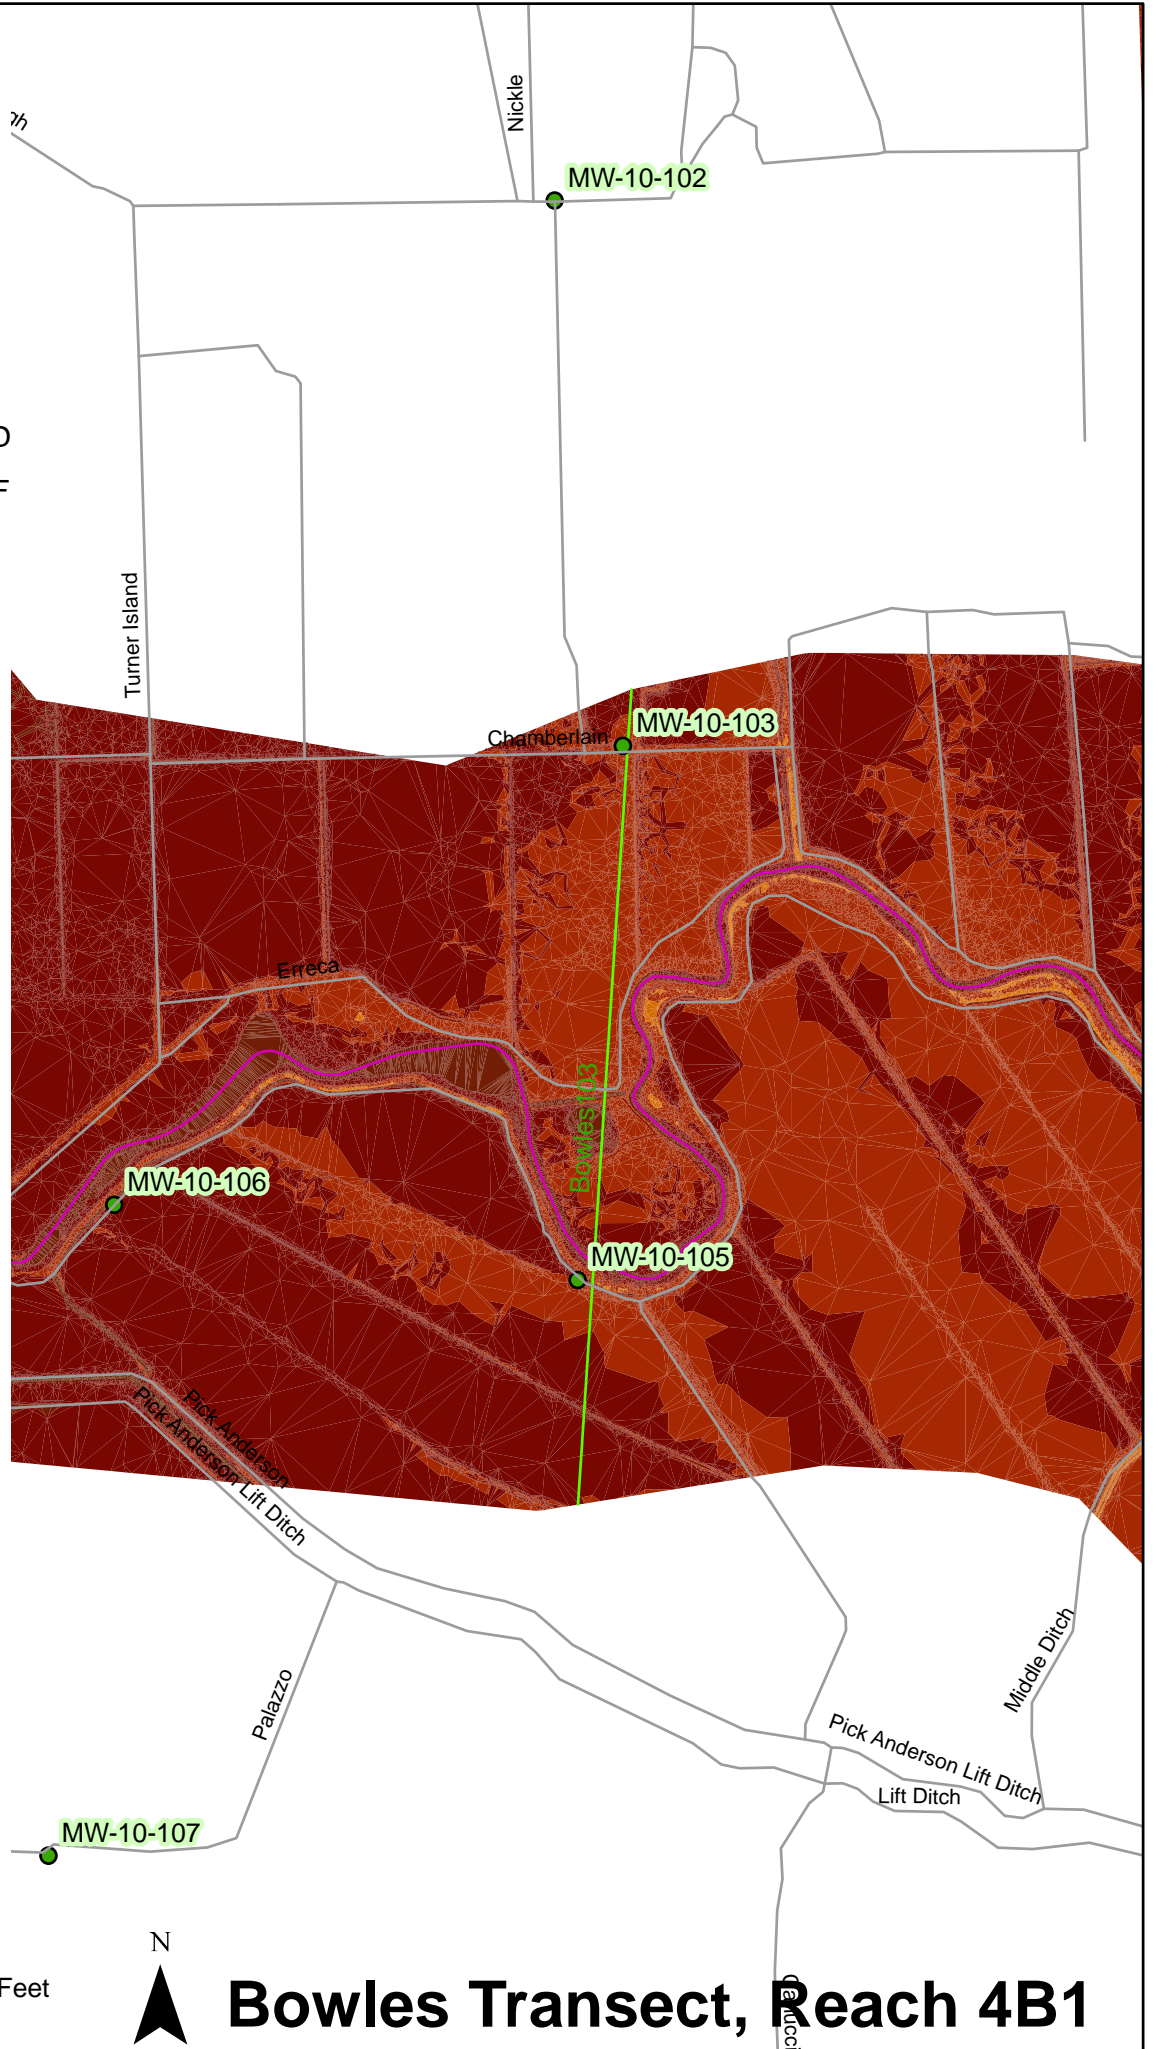 Nickle
MW-10-102
Turner Island
MW-10-103
Chamberlain
Erreca
Bowles103
MW-10-106
MW-10-105
Pick Anderson
Pick Anderson Lift Ditch
Palazzo
Middle Ditch
Pick Anderson Lift Ditch
Lift Ditch
MW-10-107
N
Feet
Bowles Transect, Reach 4B1